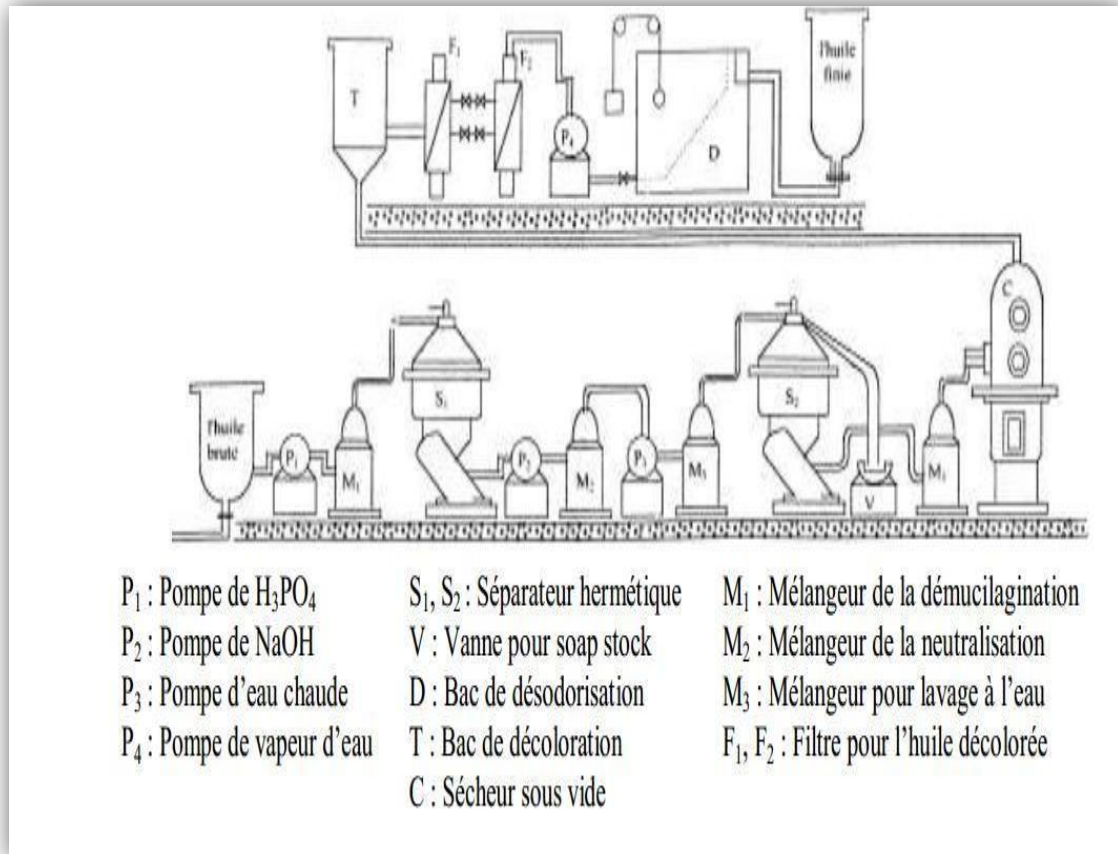 F₁
F₂
T
P₄
D
l'huile
finie
C
l'huile
brute
P₁
M₁
S₁
P₂
M₂
P₃
M₃
S₂
V
P₁ : Pompe de H₃PO₄
P₂ : Pompe de NaOH
P₃ : Pompe d'eau chaude
P₄ : Pompe de vapeur d'eau
S₁, S₂ : Séparateur hermétique
V : Vanne pour soap stock
D : Bac de désodorisation
T : Bac de décoloration
C : Sécheur sous vide
M₁ : Mélangeur de la démucilagination
M₂ : Mélangeur de la neutralisation
M₃ : Mélangeur pour lavage à l'eau
F₁, F₂ : Filtre pour l'huile décolorée